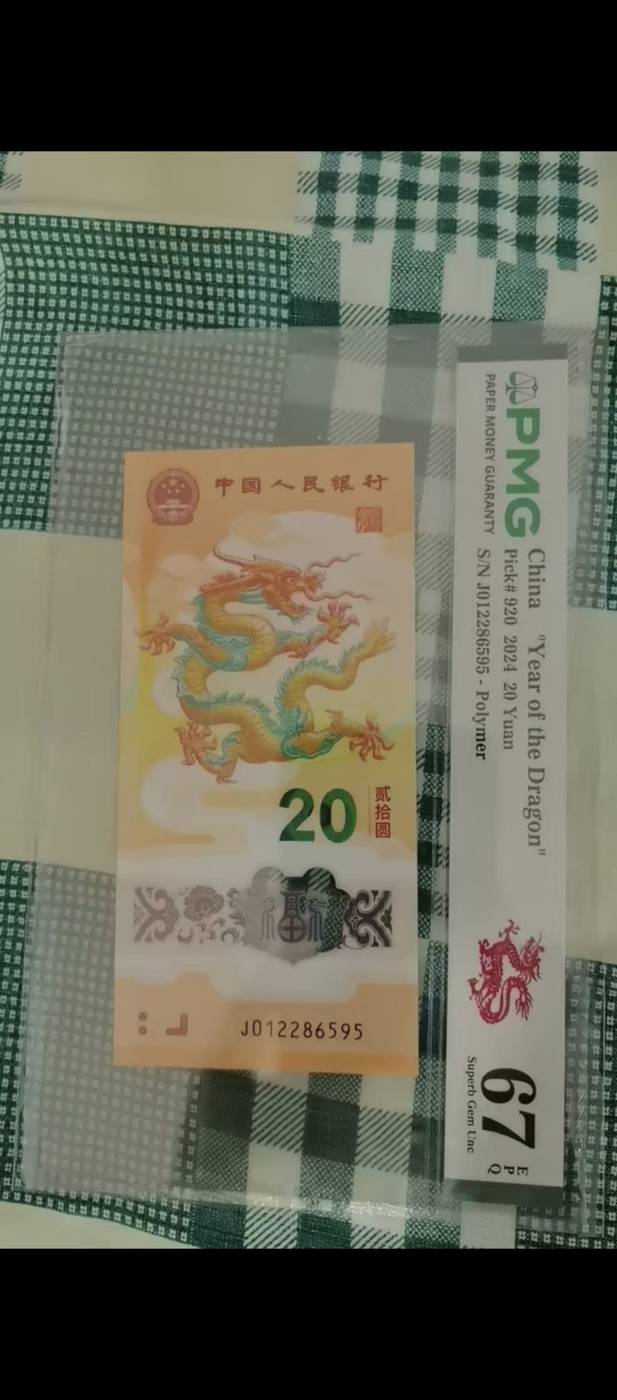 中国人民银行
20
贰拾圆
福
J012286595
PMG
PAPER MONEY GUARANTY
China "Year of the Dragon"
Pick# 920 2024 20 Yuan
S/N J012286595 - Polymer
67
EPQ
Superb Gem Unc